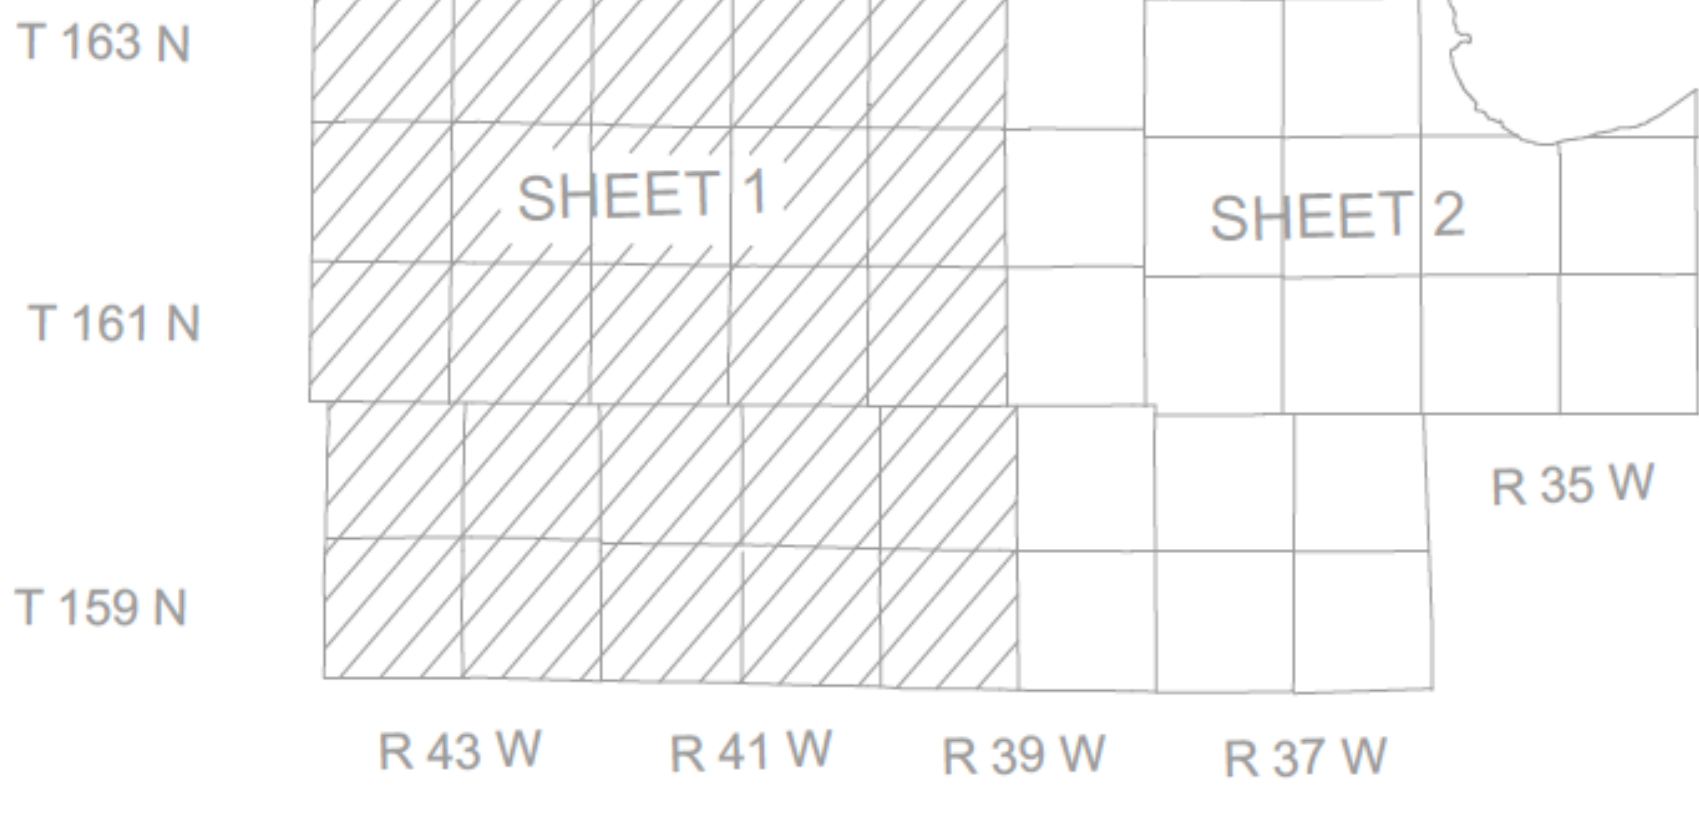 T 163 N
SHEET 1
SHEET 2
T 161 N
R 35 W
T 159 N
R 43 W
R 41 W
R 39 W
R 37 W